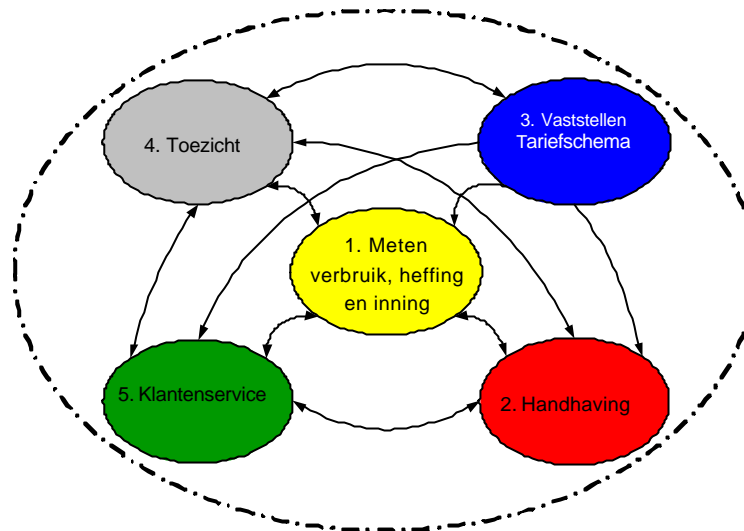 4. Toezicht
3. Vaststellen
Tariefschema
1. Meten
verbruik, heffing
en inning
5. Klantenservice
2. Handhaving